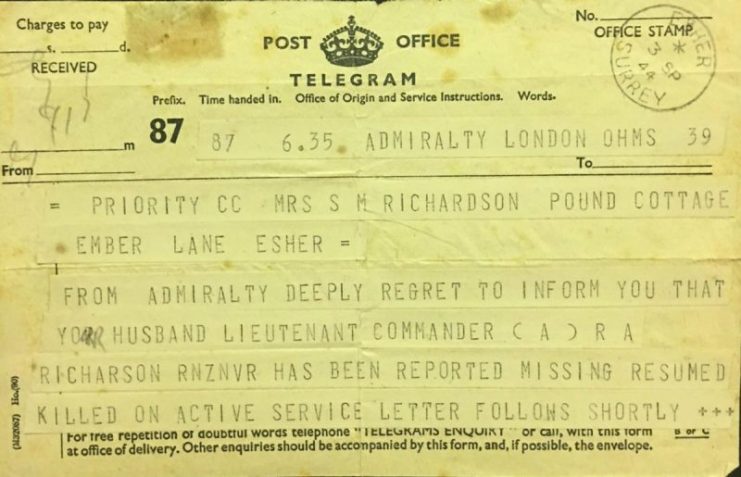 Charges to pay
s. d.
RECEIVED
POST OFFICE
TELEGRAM
No.
OFFICE STAMP
ESHER
3 SP
44
SURREY
Prefix. Time handed in. Office of Origin and Service Instructions. Words.
m
87
87 6.35 ADMIRALTY LONDON OHMS 39
From To
= PRIORITY CC MRS S M RICHARDSON POUND COTTAGE
EMBER LANE ESHER =
FROM ADMIRALTY DEEPLY REGRET TO INFORM YOU THAT
YOUR HUSBAND LIEUTENANT COMMANDER ( A ) R A
RICHARSON RNZNVR HAS BEEN REPORTED MISSING RESUMED
KILLED ON ACTIVE SERVICE LETTER FOLLOWS SHORTLY +++
For free repetition of doubtful words telephone "TELEGRAMS ENQUIRY" or call, with this form B or C
at office of delivery. Other enquiries should be accompanied by this form, and, if possible, the envelope.